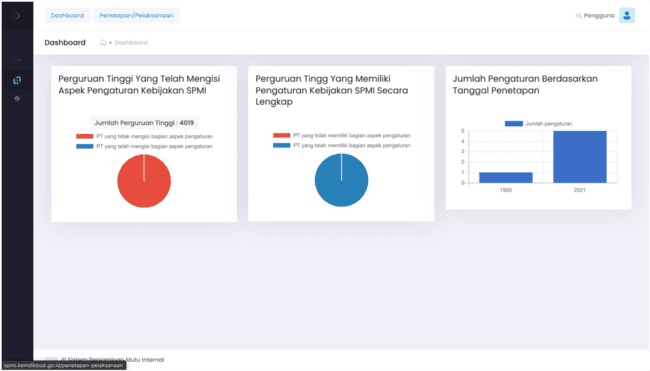 Dashboard Penetapan/Pelaksanaan Hi, Pengguna
Dashboard • Dashboard
Perguruan Tinggi Yang Telah Mengisi
Aspek Pengaturan Kebijakan SPMI
Jumlah Perguruan Tinggi : 4019
PT yang tidak mengisi bagian aspek pengaturan
PT yang telah mengisi bagian aspek pengaturan
Perguruan Tingg Yang Memiliki
Pengaturan Kebijakan SPMI Secara
Lengkap
PT yang tidak memiliki bagian aspek pengaturan
PT yang telah memiliki bagian aspek pengaturan
Jumlah Pengaturan Berdasarkan
Tanggal Penetapan
Jumlah pengaturan
5
4
3
2
1
0
1900 2021
© Sistem Penjaminan Mutu Internal
spmi.kemdikbud.go.id/penetapan-pelaksanaan